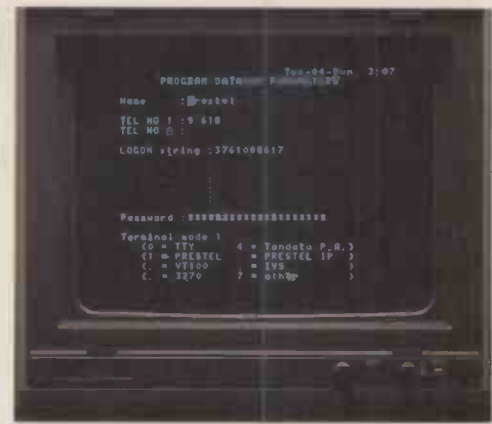 Tue-04-Jun 3:07
PROGRAM DATA
Name :Prestel
TEL NO 1 :9 618
TEL NO :
LOGON string :3761008617
Password :
Terminal mode 1
(0 = TTY 4 = Tandata P.A.)
(1 = PRESTEL = PRESTEL IP )
(. = VT100 = IVS )
(. = 3270 7 = other )